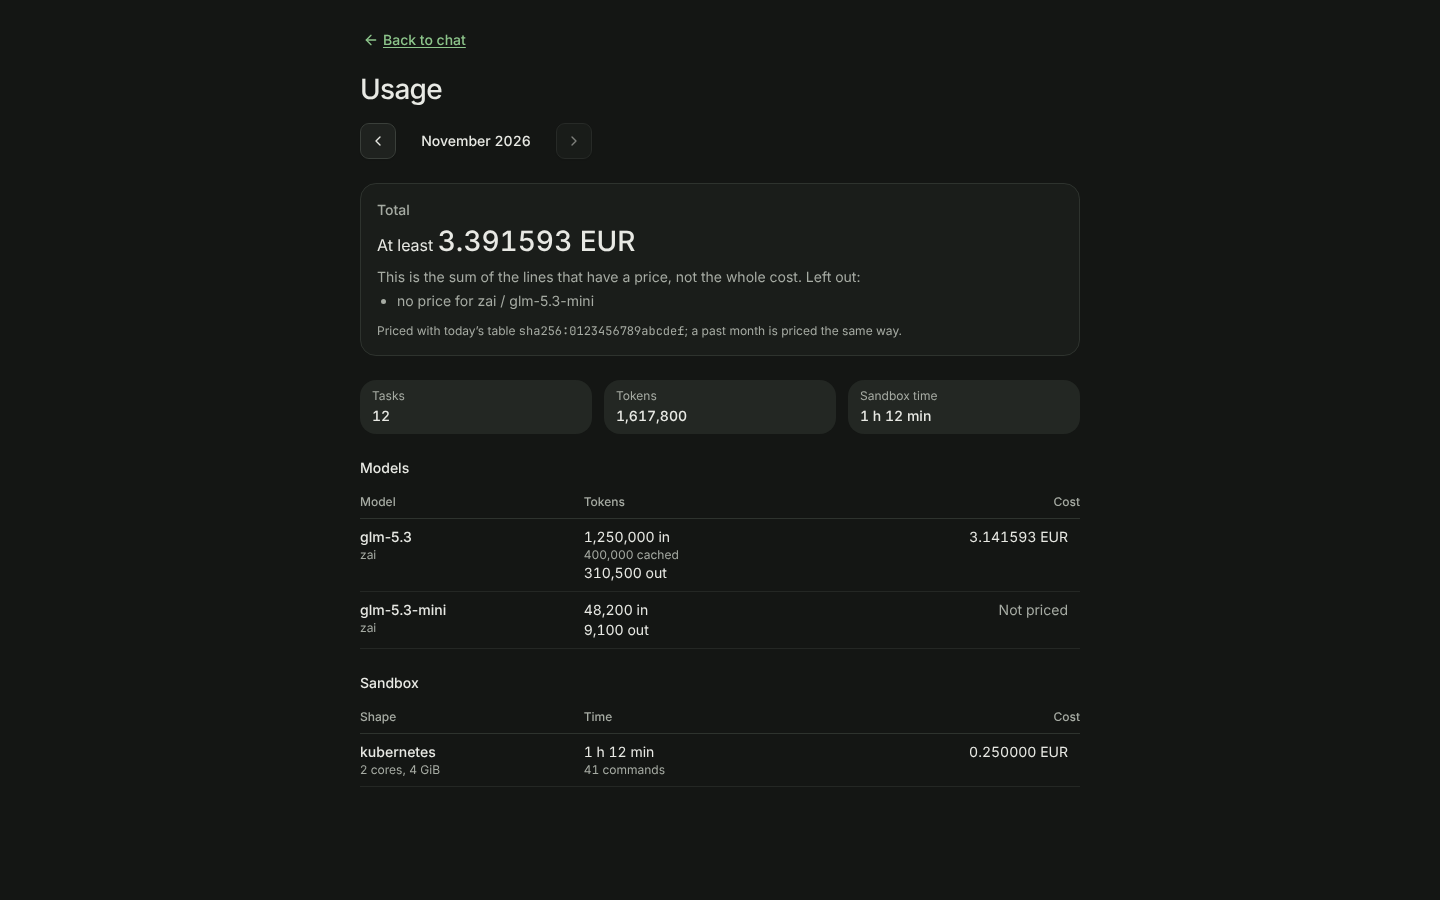 Back to chat
Usage
November 2026
Total
At least 3.391593 EUR
This is the sum of the lines that have a price, not the whole cost. Left out:
• no price for zai / glm-5.3-mini
Priced with today’s table sha256:0123456789abcdef; a past month is priced the same way.
Tasks Tokens Sandbox time
12 1,617,800 1 h 12 min
Models
Model Tokens Cost
glm-5.3 1,250,000 in 3.141593 EUR
zai 400,000 cached
310,500 out
glm-5.3-mini 48,200 in Not priced
zai 9,100 out
Sandbox
Shape Time Cost
kubernetes 1 h 12 min 0.250000 EUR
2 cores, 4 GiB 41 commands